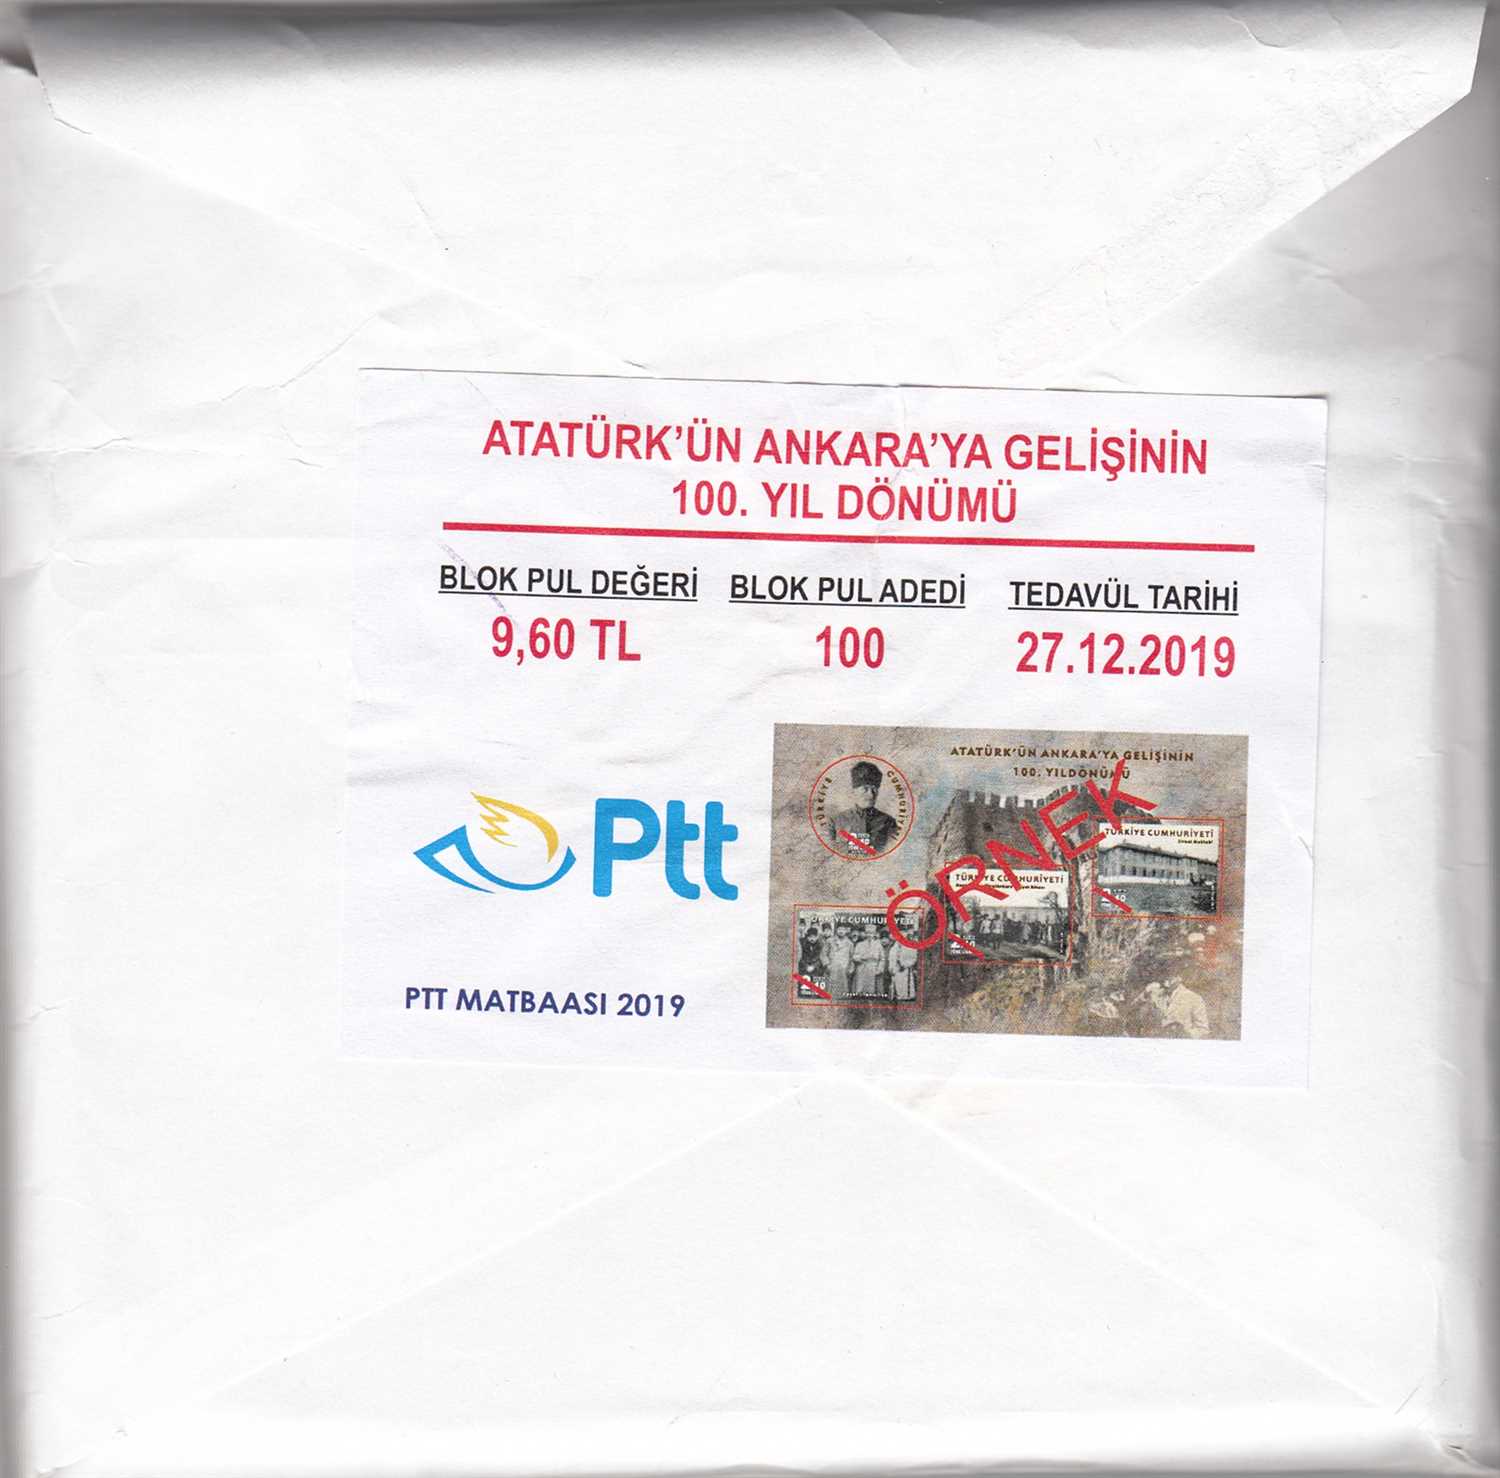 ATATÜRK'ÜN ANKARA'YA GELİŞİNİN
100. YIL DÖNÜMÜ
BLOK PUL DEĞERİ BLOK PUL ADEDİ TEDAVÜL TARİHİ
9,60 TL 100 27.12.2019
Ptt
PTT MATBAASI 2019
ATATÜRK'ÜN ANKARA'YA GELİŞİNİN
100. YILDÖNÜMÜ
TÜRKİYE CUMHURİYETİ
ÖRNEK
TÜRKİYE CUMHURİYETİ
Ziraat Mektebi
TÜRKİYE CUMHURİYETİ
TÜRKİYE CUMHURİYETİ